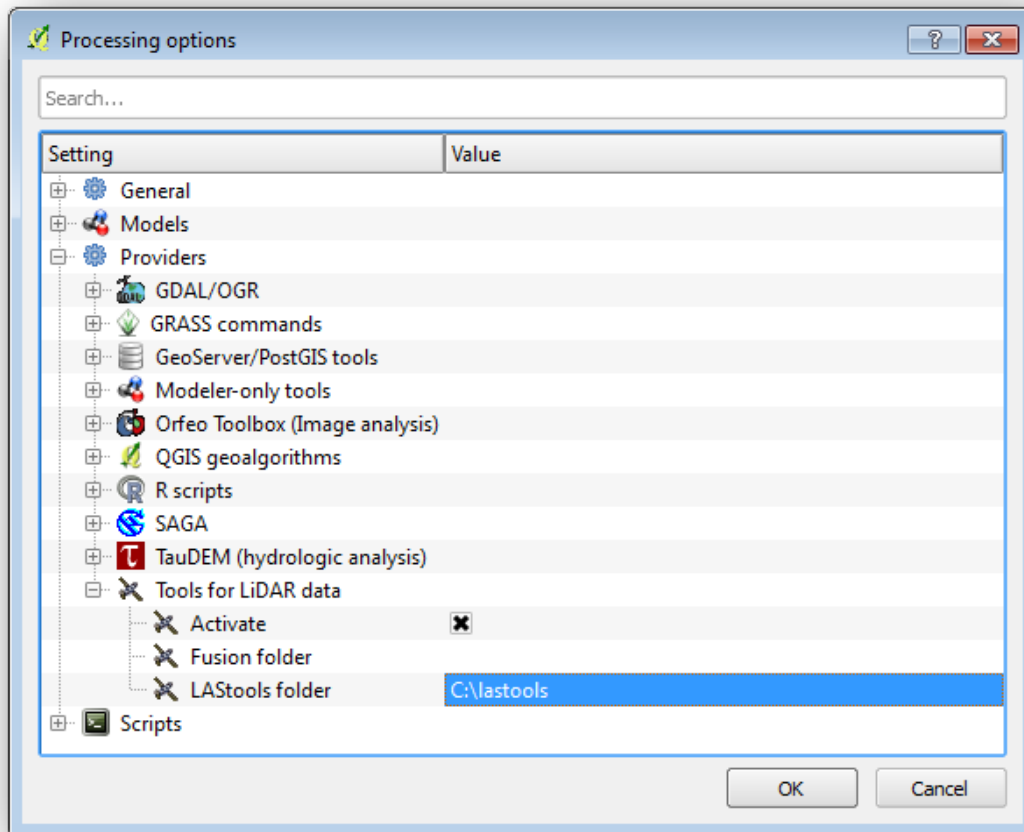 Processing options
Search...
Setting Value
General
Models
Providers
GDAL/OGR
GRASS commands
GeoServer/PostGIS tools
Modeler-only tools
Orfeo Toolbox (Image analysis)
QGIS geoalgorithms
R scripts
SAGA
TauDEM (hydrologic analysis)
Tools for LiDAR data
Activate
Fusion folder
LAStools folder C:\lastools
Scripts
OK Cancel